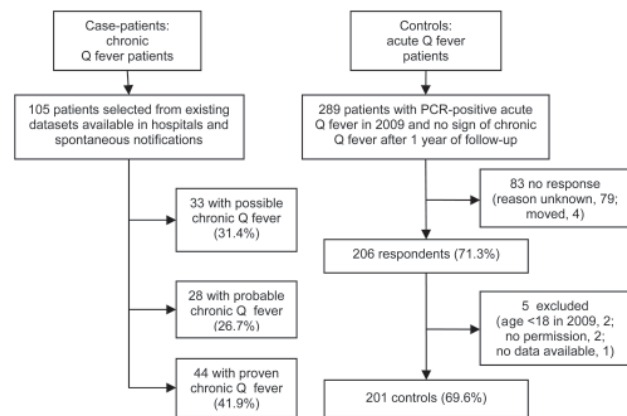 Case-patients:
chronic
Q fever patients
105 patients selected from existing
datasets available in hospitals and
spontaneous notifications
33 with possible
chronic Q fever
(31.4%)
28 with probable
chronic Q fever
(26.7%)
44 with proven
chronic Q fever
(41.9%)
Controls:
acute Q fever
patients
289 patients with PCR-positive acute
Q fever in 2009 and no sign of chronic
Q fever after 1 year of follow-up
83 no response
(reason unknown, 79;
moved, 4)
206 respondents (71.3%)
5 excluded
(age <18 in 2009, 2;
no permission, 2;
no data available, 1)
201 controls (69.6%)